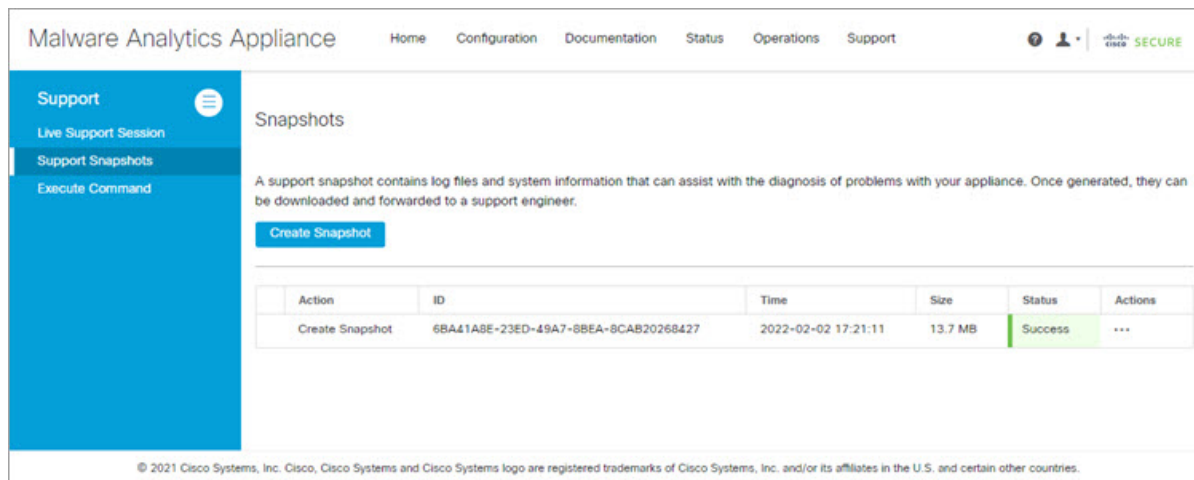 Malware Analytics Appliance Home Configuration Documentation Status Operations Support cisco SECURE
Support
Live Support Session
Support Snapshots
Execute Command
Snapshots
A support snapshot contains log files and system information that can assist with the diagnosis of problems with your appliance. Once generated, they can
be downloaded and forwarded to a support engineer.
Create Snapshot
Action ID Time Size Status Actions
Create Snapshot 6BA41A8E-23ED-49A7-8BEA-8CAB20268427 2022-02-02 17:21:11 13.7 MB Success ...
© 2021 Cisco Systems, Inc. Cisco, Cisco Systems and Cisco Systems logo are registered trademarks of Cisco Systems, Inc. and/or its affiliates in the U.S. and certain other countries.